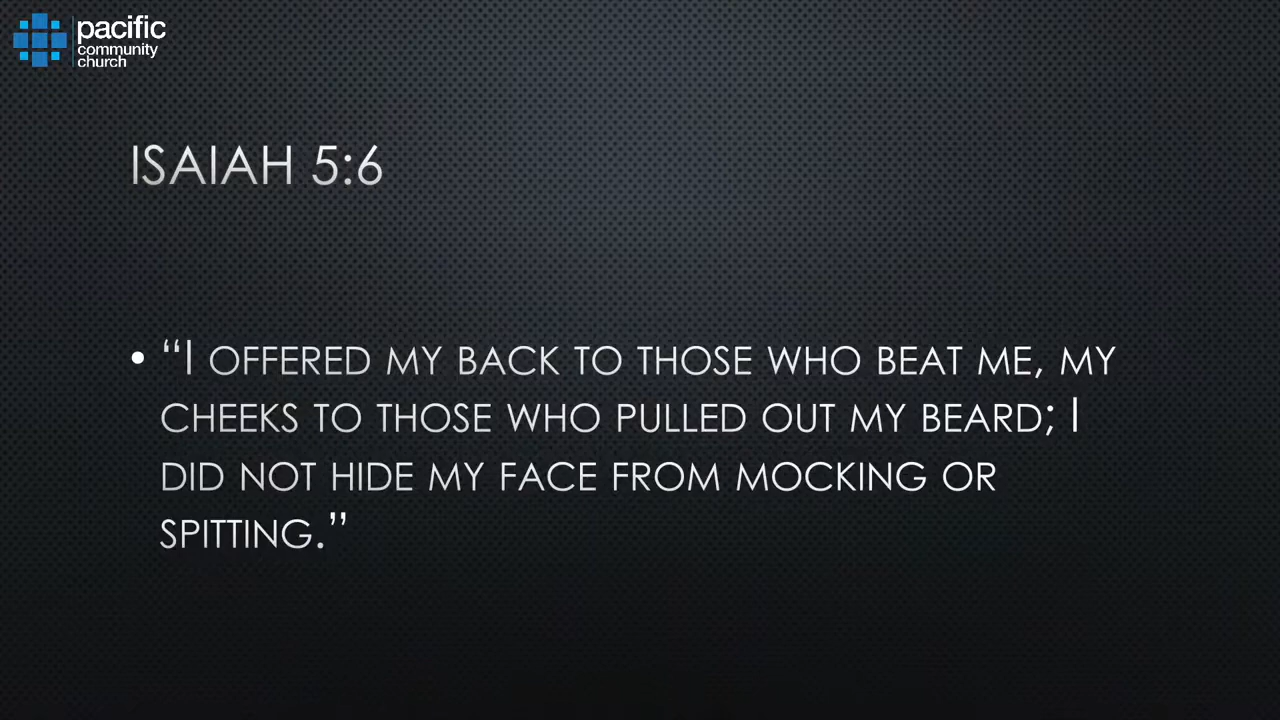 pacific
community
church
ISAIAH 5:6
• “I OFFERED MY BACK TO THOSE WHO BEAT ME, MY
CHEEKS TO THOSE WHO PULLED OUT MY BEARD; I
DID NOT HIDE MY FACE FROM MOCKING OR
SPITTING.”